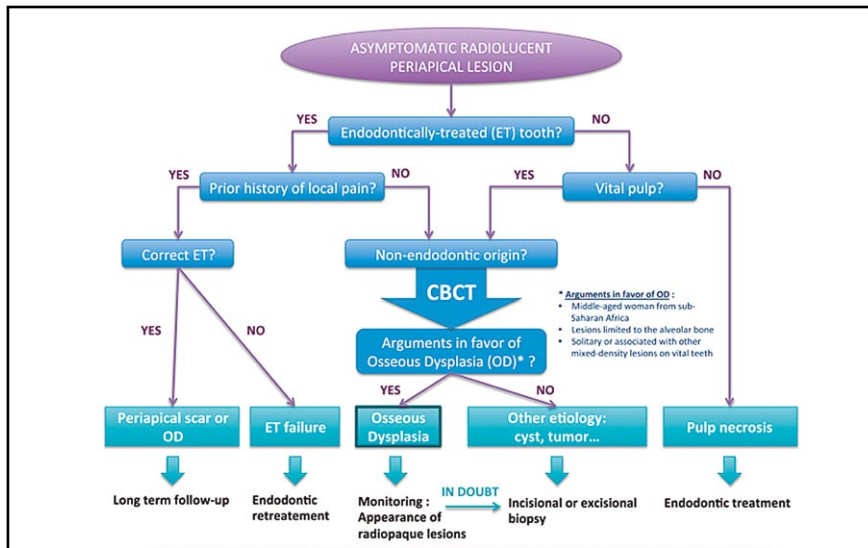 ASYMPTOMATIC RADIOLUCENT
PERIAPICAL LESION
YES
NO
Endodontically-treated (ET) tooth?
YES
NO
YES
NO
Prior history of local pain?
Vital pulp?
Correct ET?
Non-endodontic origin?
CBCT
* Arguments in favor of OD :
• Middle-aged woman from sub-
Saharan Africa
• Lesions limited to the alveolar bone
• Solitary or associated with other
mixed-density lesions on vital teeth
YES
NO
Arguments in favor of
Osseous Dysplasia (OD)* ?
YES
NO
Periapical scar or
OD
ET failure
Osseous
Dysplasia
Other etiology:
cyst, tumor...
Pulp necrosis
Long term follow-up
Endodontic
retreatement
Monitoring :
Appearance of
radiopaque lesions
IN DOUBT
Incisional or excisional
biopsy
Endodontic treatment